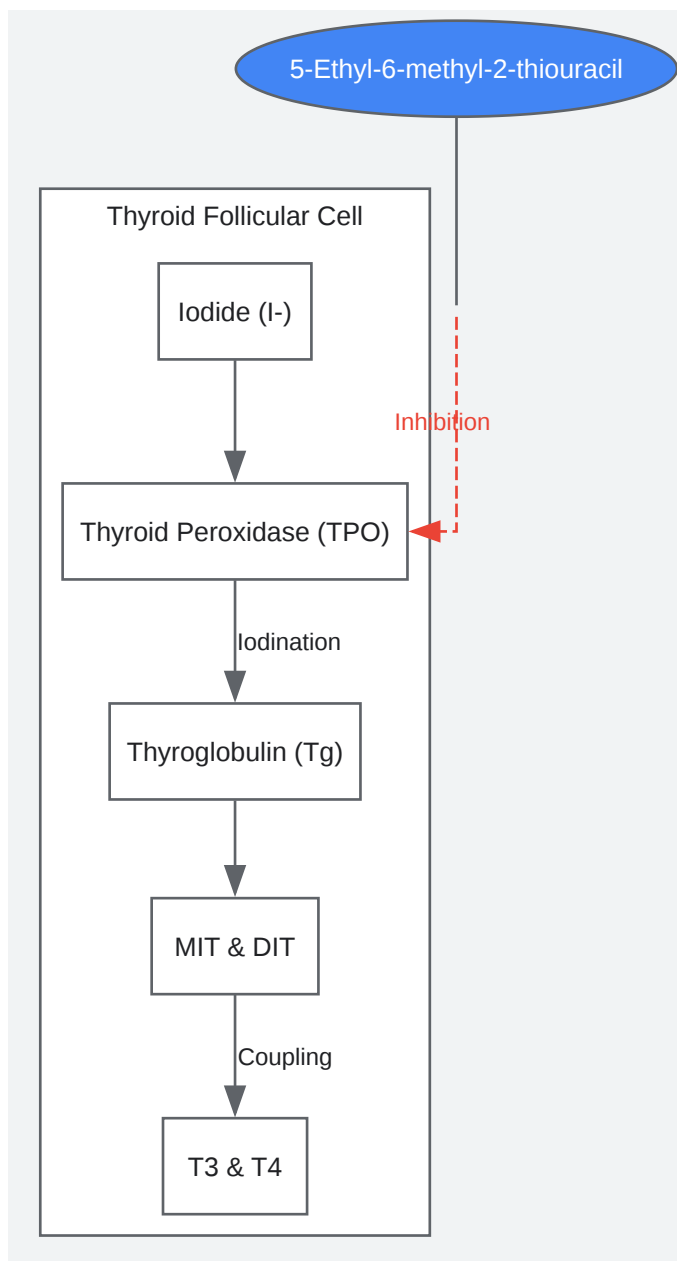 5-Ethyl-6-methyl-2-thiouracil
Thyroid Follicular Cell
Iodide (I-)
Inhibition
Thyroid Peroxidase (TPO)
Iodination
Thyroglobulin (Tg)
MIT & DIT
Coupling
T3 & T4